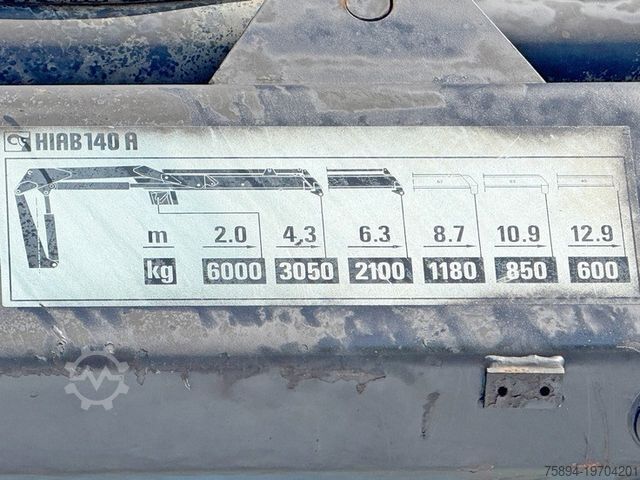 HIAB 140 A
m 2.0 4,3 6.3 8.7 10.9 12.9
kg 6000 3050 2100 1180 850 600
75894-19704201